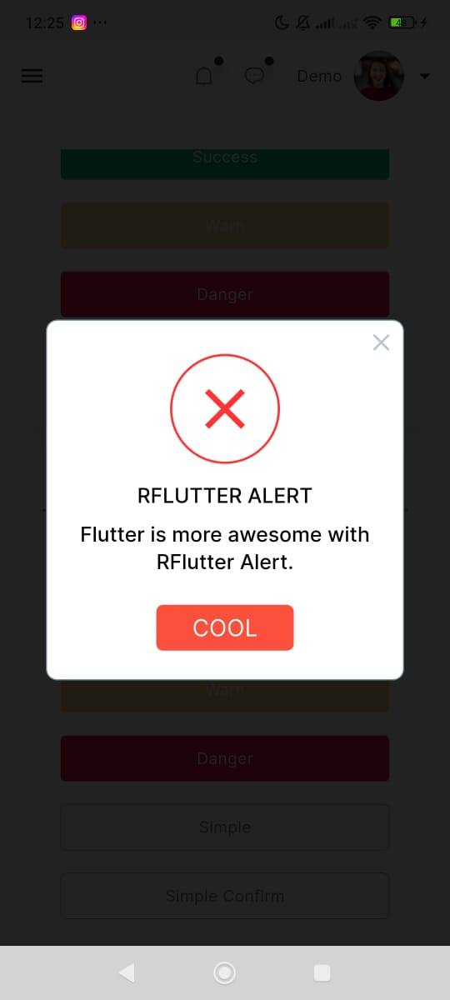 12:25
48
Demo
Success
Warn
Danger
RFLUTTER ALERT
Flutter is more awesome with
RFlutter Alert.
COOL
Warn
Danger
Simple
Simple Confirm